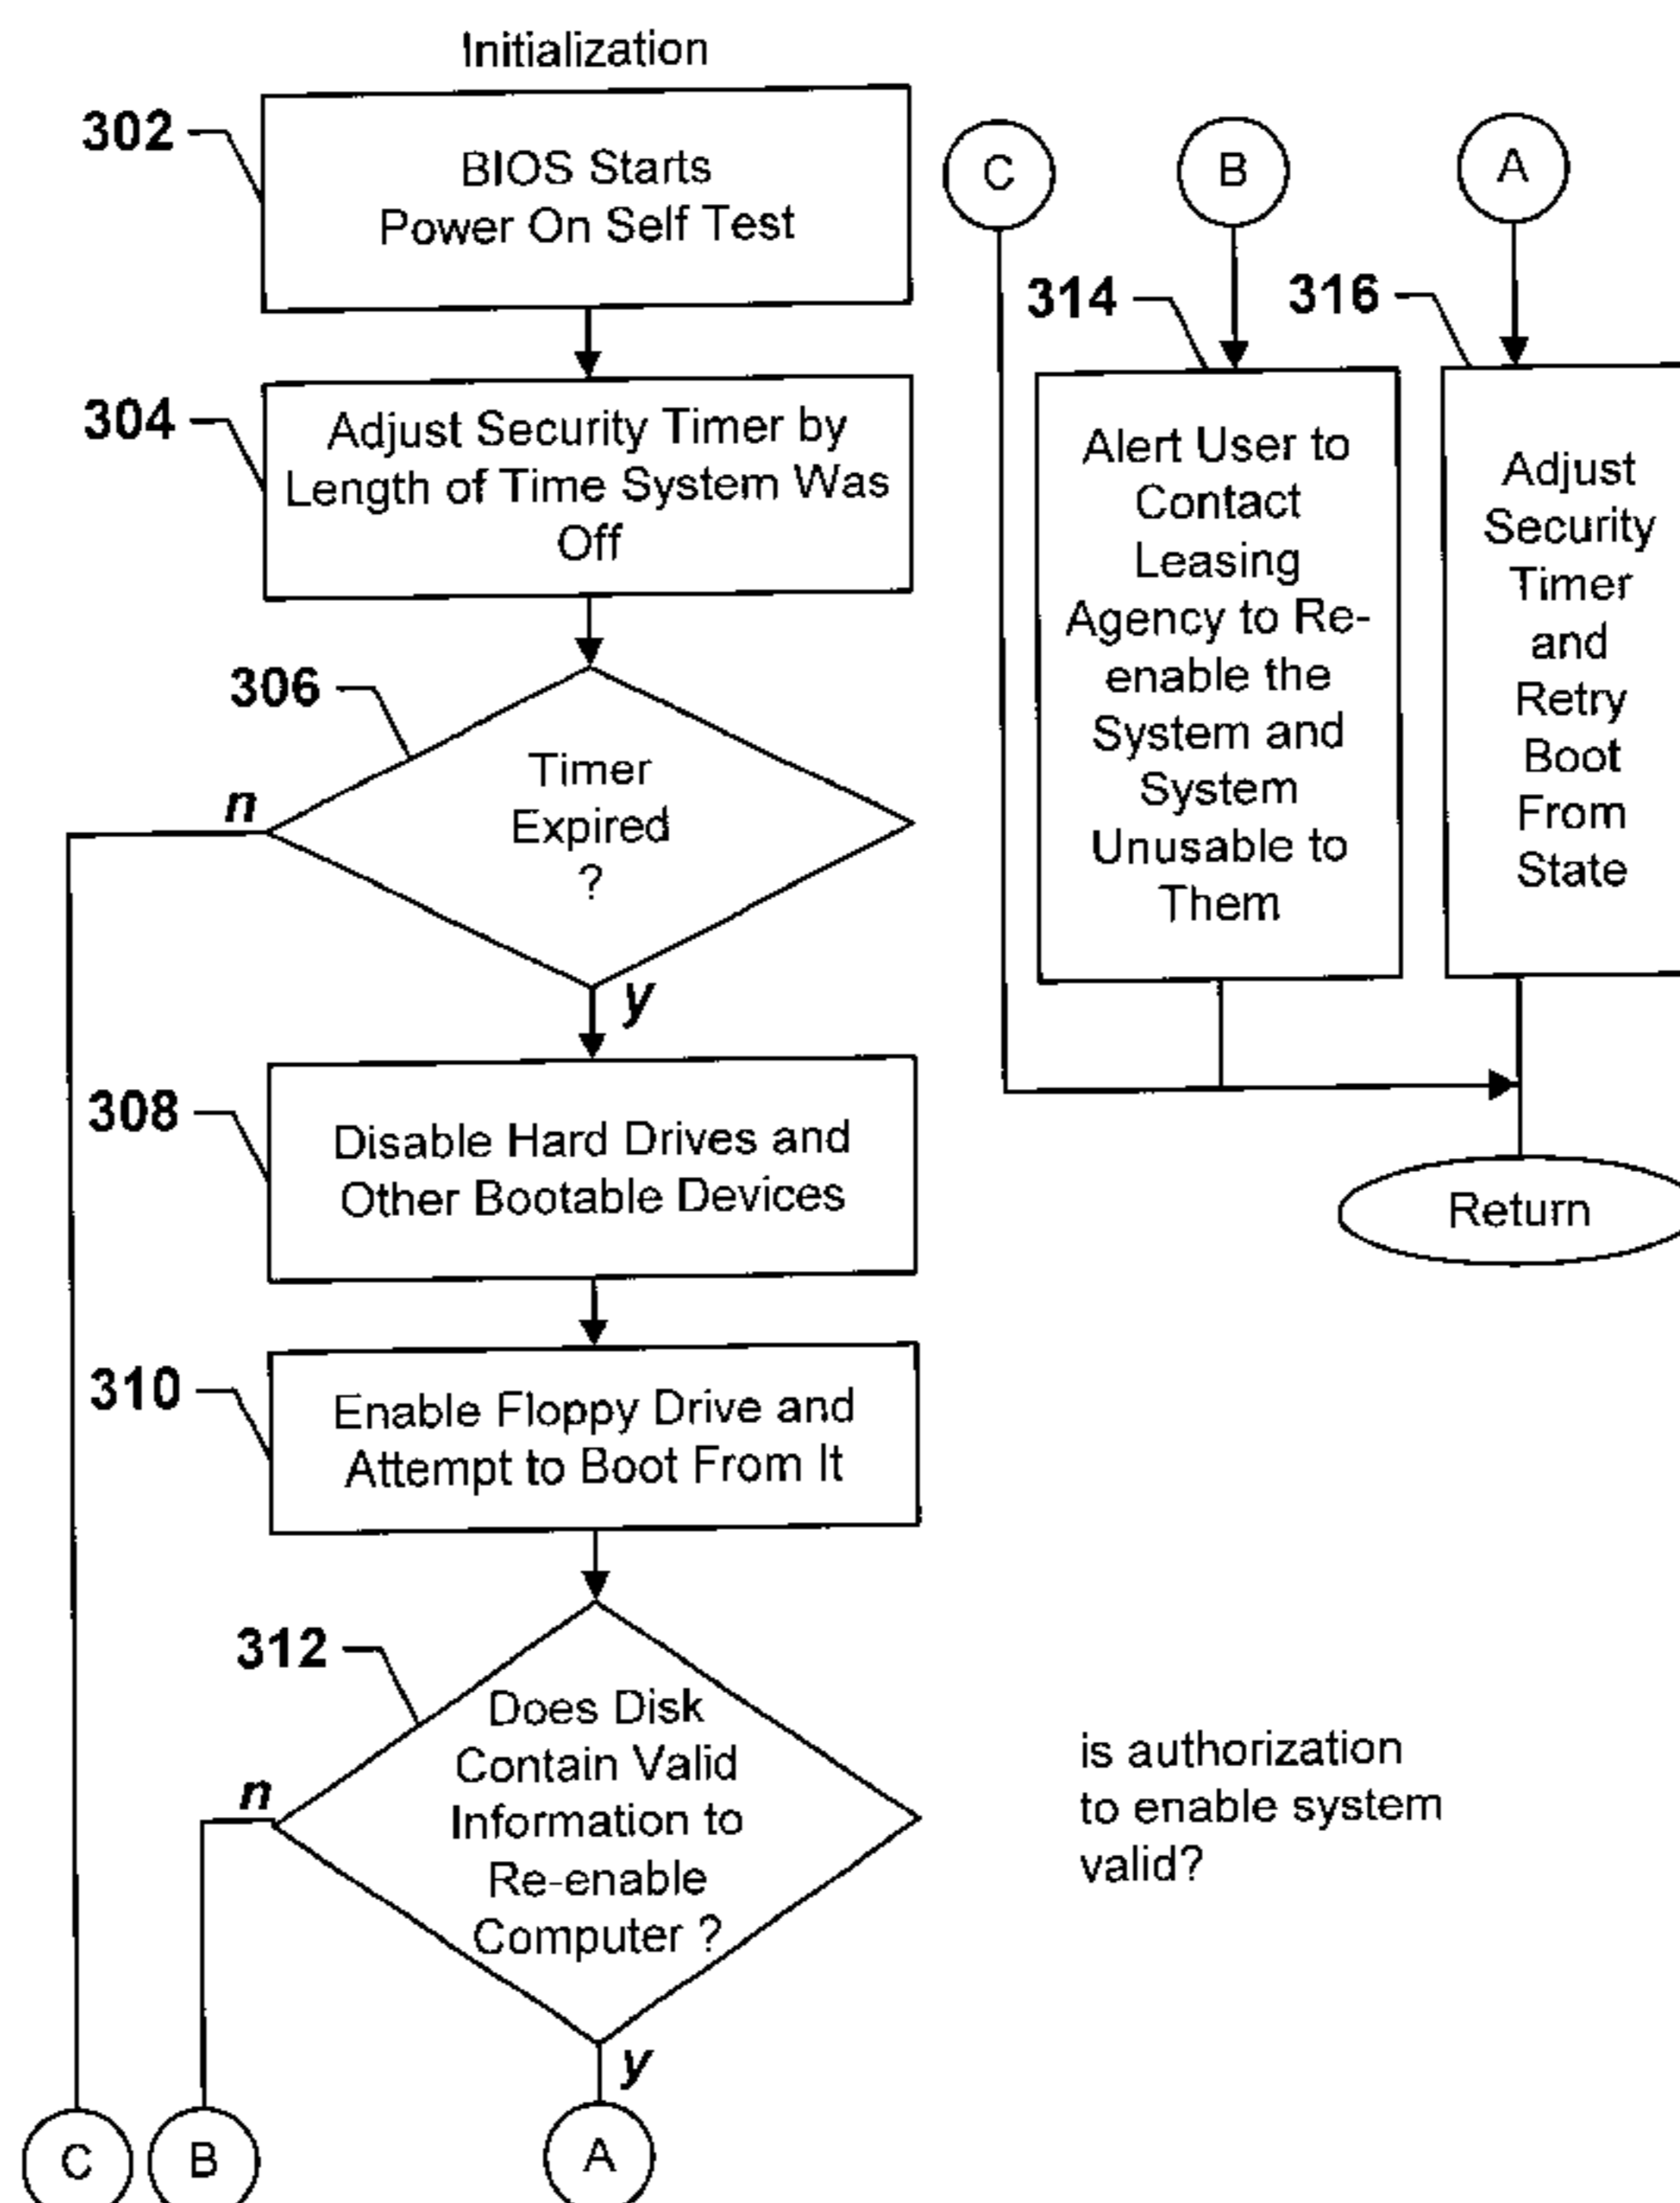 Initialization
302
BIOS Starts
Power On Self Test
304
Adjust Security Timer by
Length of Time System Was
Off
306
Timer
Expired
?
n
y
308
Disable Hard Drives and
Other Bootable Devices
310
Enable Floppy Drive and
Attempt to Boot From It
312
Does Disk
Contain Valid
Information to
Re-enable
Computer ?
n
y
C
B
A
C
B
A
314
Alert User to
Contact
Leasing
Agency to Re-
enable the
System and
System
Unusable to
Them
316
Adjust
Security
Timer
and
Retry
Boot
From
State
Return
is authorization
to enable system
valid?